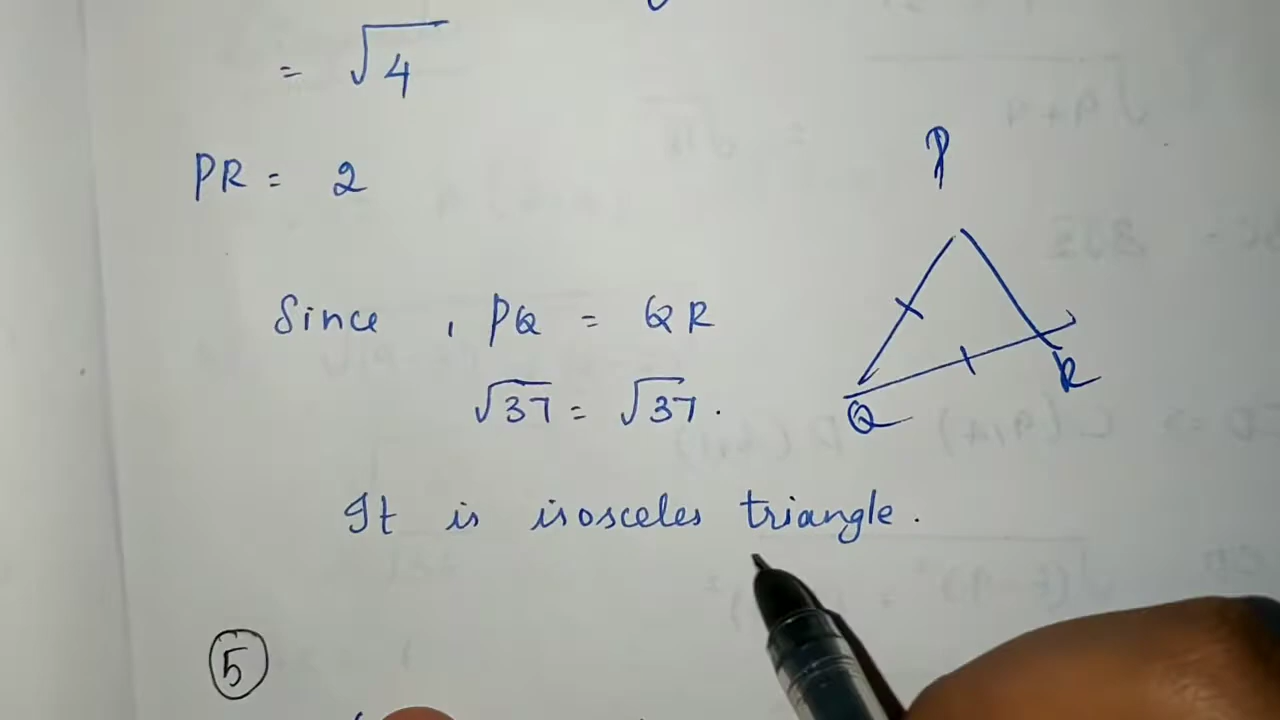 = √4
PR = 2
P
Since , PQ = QR
√37 = √37 .
Q
R
It is isosceles triangle.
5